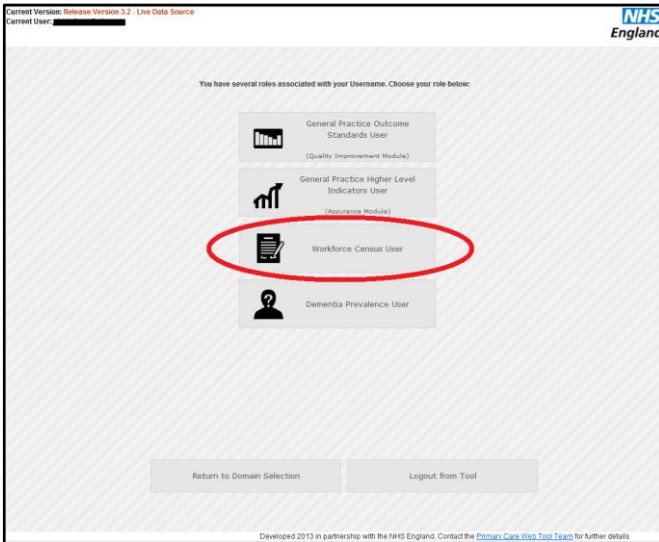 Current Version: Release Version 3.2 - Live Data Source
Current User:
NHS
England
You have several roles associated with your Username. Choose your role below:
General Practice Outcome
Standards User
(Quality Improvement Module)
General Practice Higher Level
Indicators User
(Assurance Module)
Workforce Census User
Dementia Prevalence User
Return to Domain Selection
Logout from Tool
Developed 2013 in partnership with the NHS England. Contact the Primary Care Web Tool Team for further details